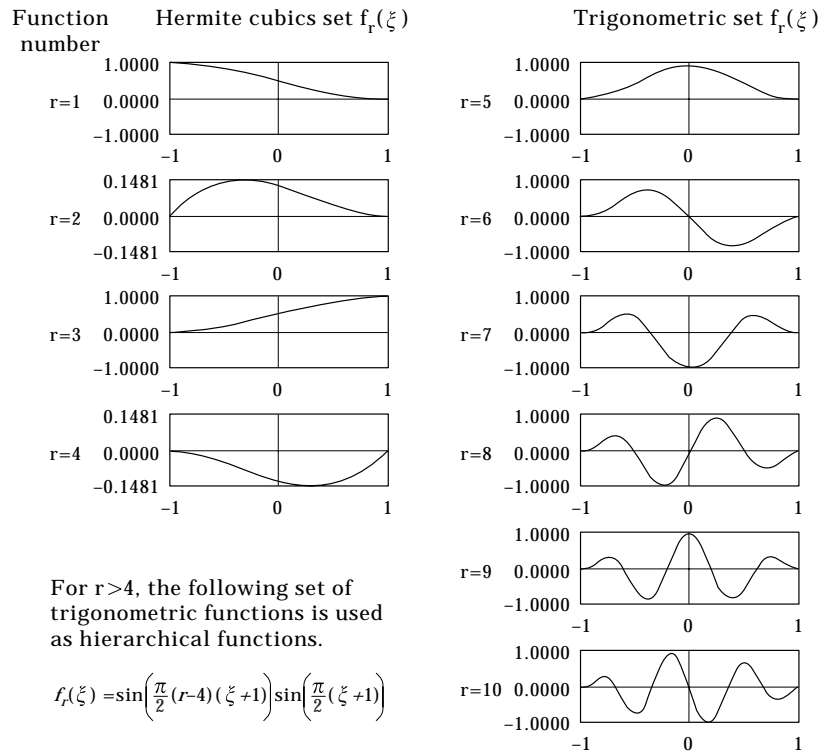 Function number
Hermite cubics set f_r(ξ)
Trigonometric set f_r(ξ)
r=1
1.0000
0.0000
−1.0000
−1 0 1
r=2
0.1481
0.0000
−0.1481
−1 0 1
r=3
1.0000
0.0000
−1.0000
−1 0 1
r=4
0.1481
0.0000
−0.1481
−1 0 1
For r>4, the following set of
trigonometric functions is used
as hierarchical functions.
f_r(ξ) =sin(π/2 (r−4) (ξ+1)) sin(π/2 (ξ+1))
r=5
1.0000
0.0000
−1.0000
−1 0 1
r=6
1.0000
0.0000
−1.0000
−1 0 1
r=7
1.0000
0.0000
−1.0000
−1 0 1
r=8
1.0000
0.0000
−1.0000
−1 0 1
r=9
1.0000
0.0000
−1.0000
−1 0 1
r=10
1.0000
0.0000
−1.0000
−1 0 1